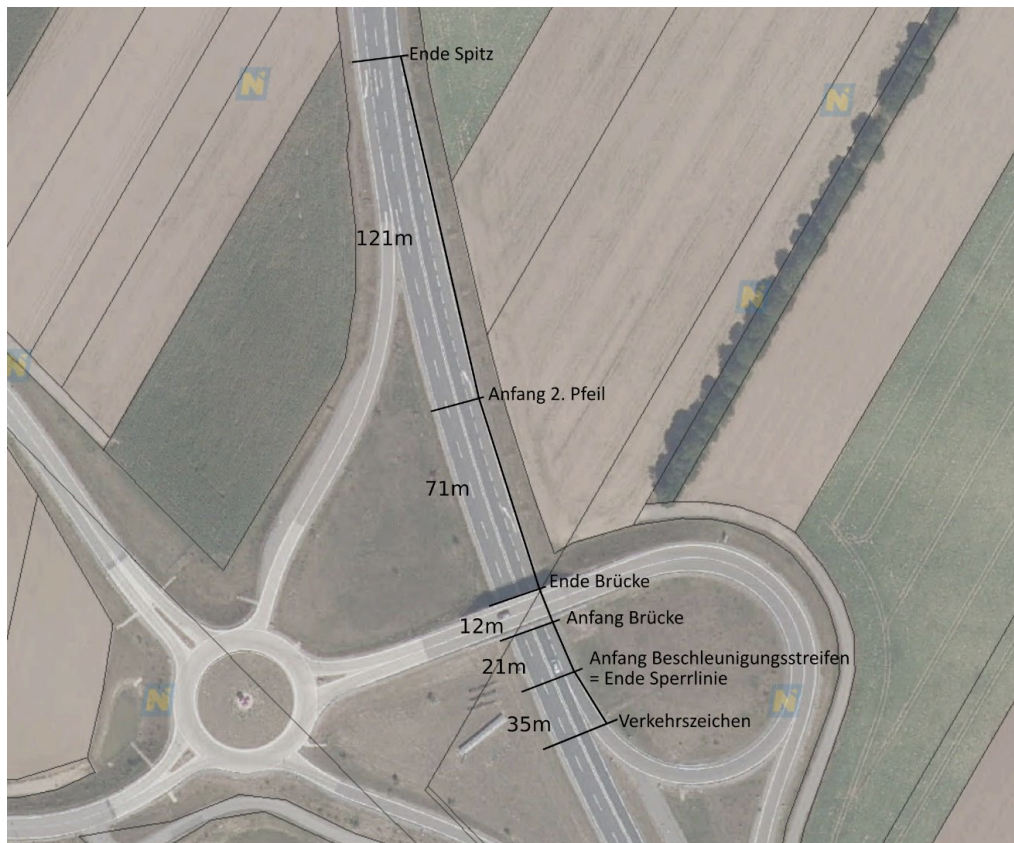 Ende Spitz
121m
Anfang 2. Pfeil
71m
Ende Brücke
12m
Anfang Brücke
21m
Anfang Beschleunigungsstreifen
= Ende Sperrlinie
35m
Verkehrszeichen
N
N
N
N
N
N